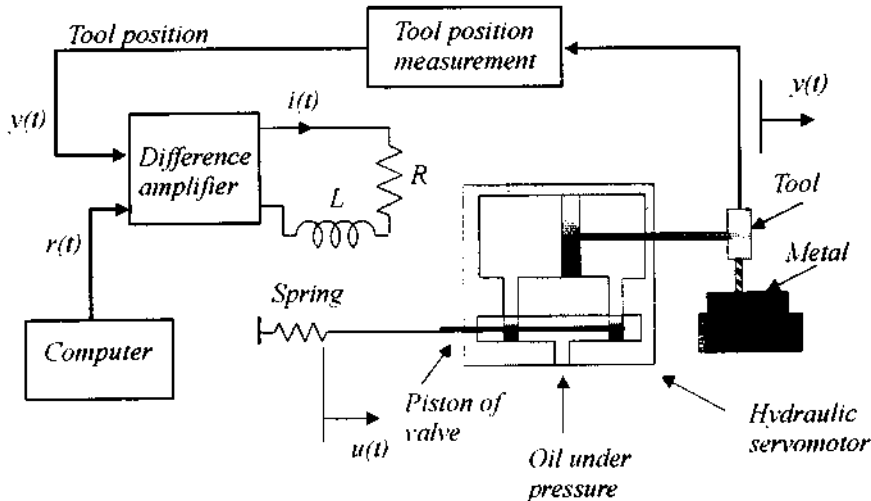 Tool position
Tool position
measurement
y(t)
i(t)
y(t)
Difference
amplifier
R
L
Tool
r(t)
Metal
Spring
Computer
Piston of
valve
u(t)
Hydraulic
servomotor
Oil under
pressure